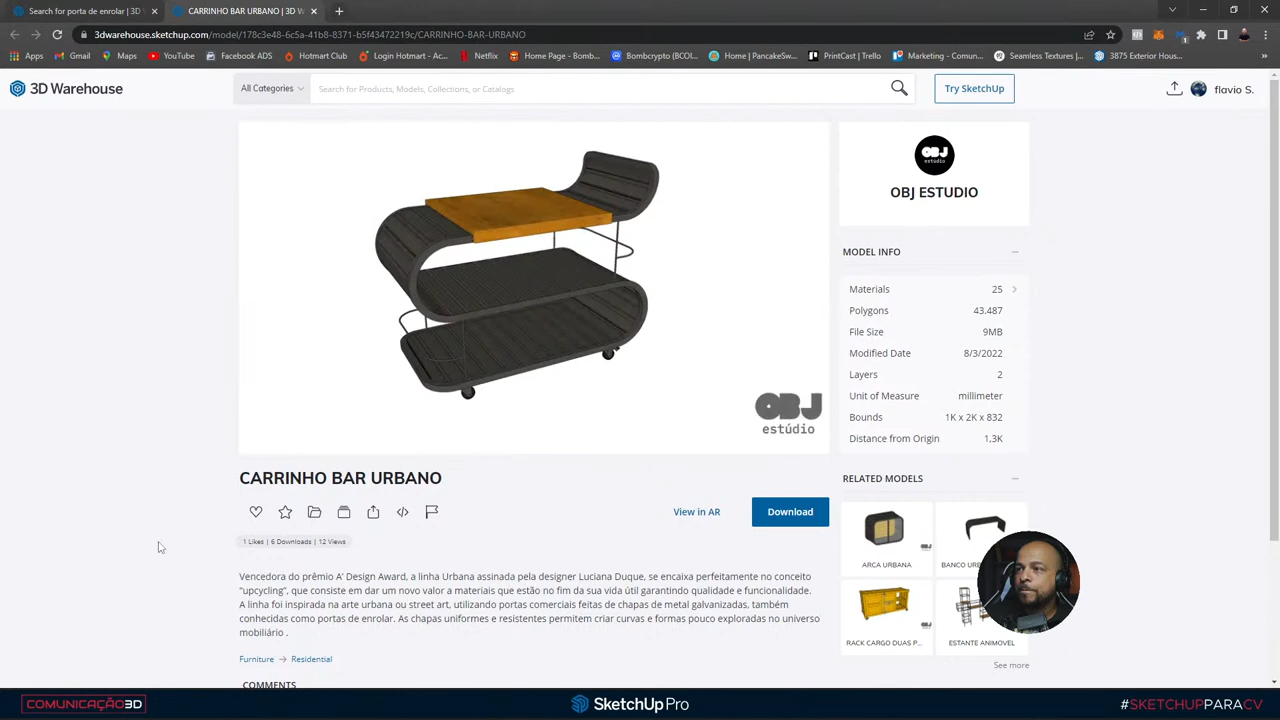 Search for porta de enrolar | 3D
CARRINHO BAR URBANO | 3D W
3dwarehouse.sketchup.com/model/178c3e48-6c5a-41b8-8371-b5f43472219c/CARRINHO-BAR-URBANO
Apps
Gmail
Maps
YouTube
Facebook ADS
Hotmart Club
Login Hotmart - Ac...
Netflix
Home Page - Bomb...
Bombcrypto (BCOI...
Home | PancakeSw...
PrintCast | Trello
Marketing - Comun...
Seamless Textures |...
3875 Exterior Hous...
3D Warehouse
All Categories
Search for Products, Models, Collections, or Catalogs
Try SketchUp
flavio S.
OBJ
estúdio
OBJ ESTUDIO
MODEL INFO
Materials 25
Polygons 43.487
File Size 9MB
Modified Date 8/3/2022
Layers 2
Unit of Measure millimeter
Bounds 1K x 2K x 832
Distance from Origin 1,3K
OBJ
estúdio
CARRINHO BAR URBANO
View in AR
Download
1 Likes | 6 Downloads | 12 Views
Vencedora do prêmio A' Design Award, a linha Urbana assinada pela designer Luciana Duque, se encaixa perfeitamente no conceito
“upcycling”, que consiste em dar um novo valor a materiais que estão no fim da sua vida útil garantindo qualidade e funcionalidade.
A linha foi inspirada na arte urbana ou street art, utilizando portas comerciais feitas de chapas de metal galvanizadas, também
conhecidas como portas de enrolar. As chapas uniformes e resistentes permitem criar curvas e formas pouco exploradas no universo
mobiliário .
Furniture
Residential
COMMENTS
RELATED MODELS
ARCA URBANA
BANCO
RACK CARGO DUAS P...
ESTANTE ANIMOVEL
See more
COMUNICAÇÃO3D
SketchUp Pro
#SKETCHUPPARACV